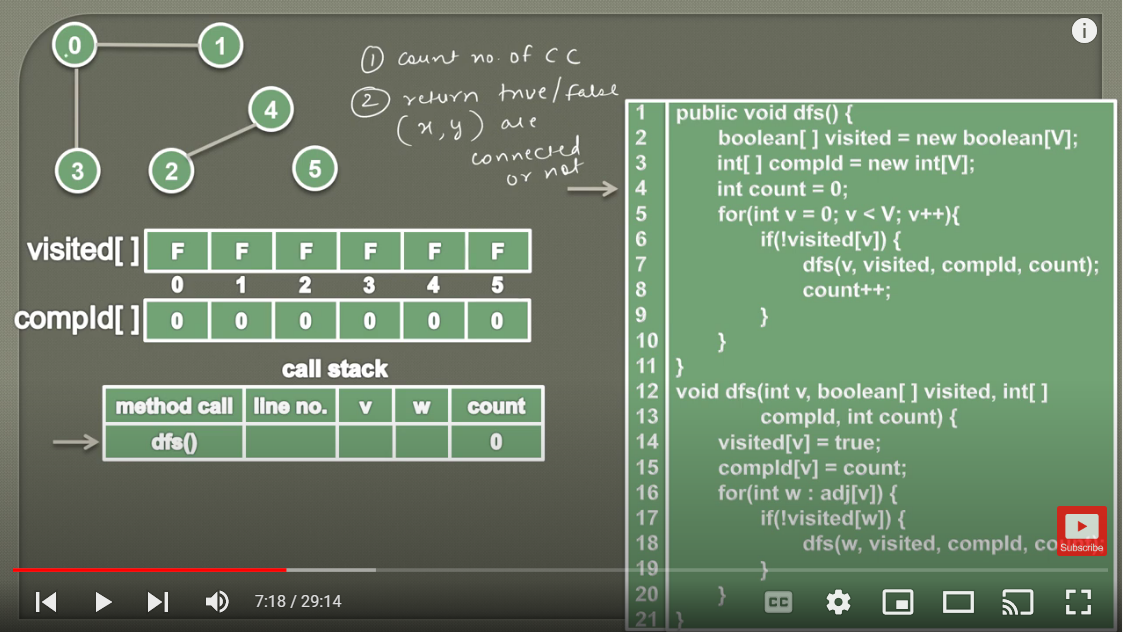 0
1
4
3
2
5
① count no. of CC
② return true/false
(x,y) are
connected
or not
visited[ ] F F F F F F
0 1 2 3 4 5
compId[ ] 0 0 0 0 0 0
call stack
method call line no. v w count
dfs() 0
1 public void dfs() {
2 boolean[ ] visited = new boolean[V];
3 int[ ] compId = new int[V];
4 int count = 0;
5 for(int v = 0; v < V; v++){
6 if(!visited[v]) {
7 dfs(v, visited, compId, count);
8 count++;
9 }
10 }
11 }
12 void dfs(int v, boolean[ ] visited, int[ ]
13 compId, int count) {
14 visited[v] = true;
15 compId[v] = count;
16 for(int w : adj[v]) {
17 if(!visited[w]) {
18 dfs(w, visited, compId,
19 }
20 }
21 }
Subscribe
7:18 / 29:14
CC
i